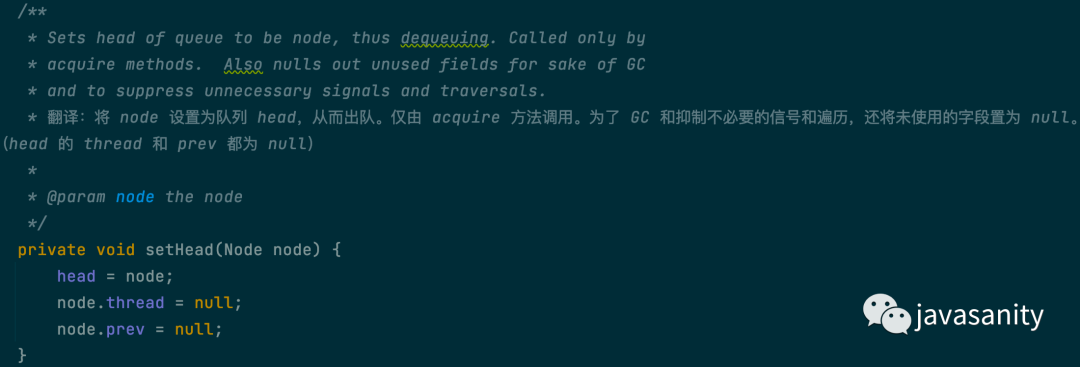 /**
* Sets head of queue to be node, thus dequeuing. Called only by
* acquire methods.  Also nulls out unused fields for sake of GC
* and to suppress unnecessary signals and traversals.
* 翻译：将 node 设置为队列 head，从而出队。仅由 acquire 方法调用。为了 GC 和抑制不必要的信号和遍历，还将未使用的字段置为 null。
（head 的 thread 和 prev 都为 null）
*
* @param node the node
*/
private void setHead(Node node) {
head = node;
node.thread = null;
node.prev = null;
}
javasanity